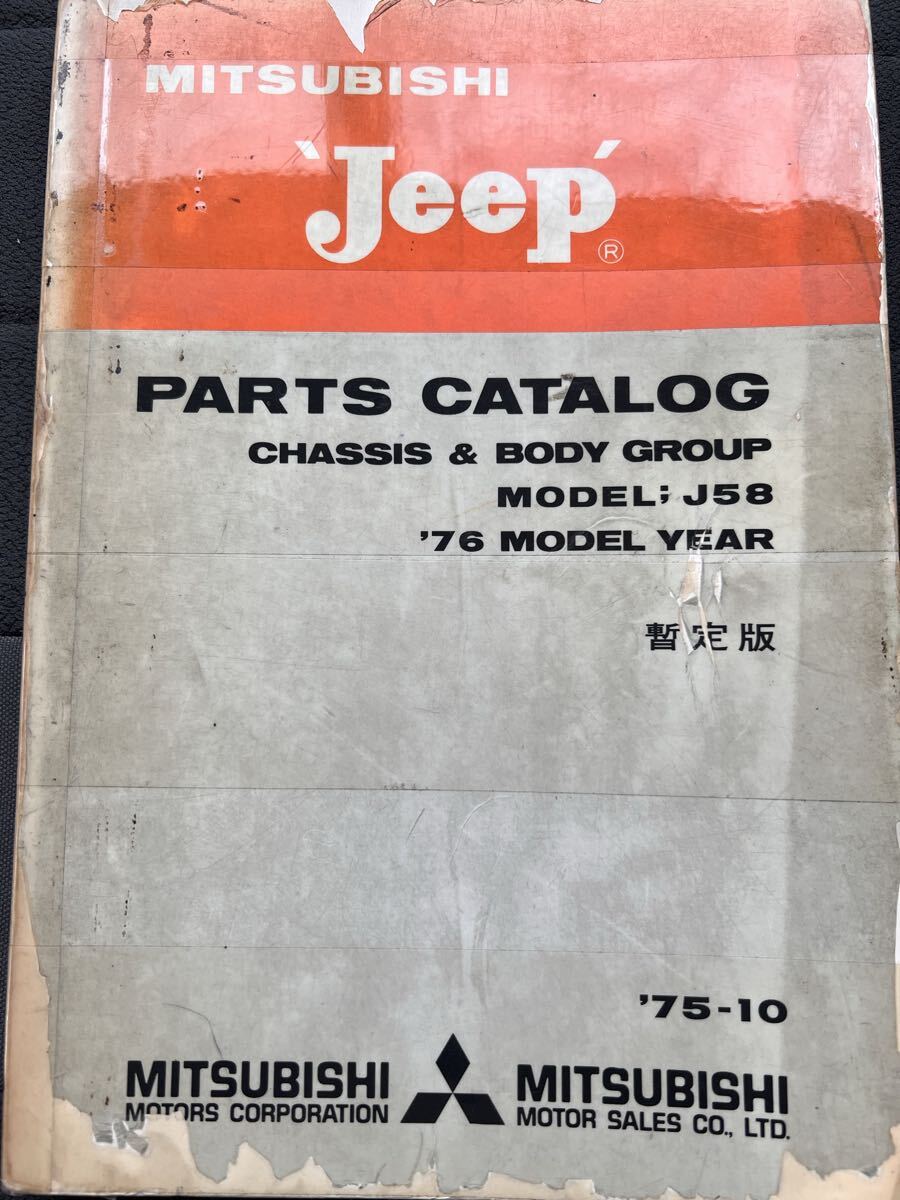 MITSUBISHI
'Jeep'®
PARTS CATALOG
CHASSIS & BODY GROUP
MODEL; J58
'76 MODEL YEAR
暫定版
'75-10
MITSUBISHI MOTORS CORPORATION
MITSUBISHI MOTOR SALES CO., LTD.